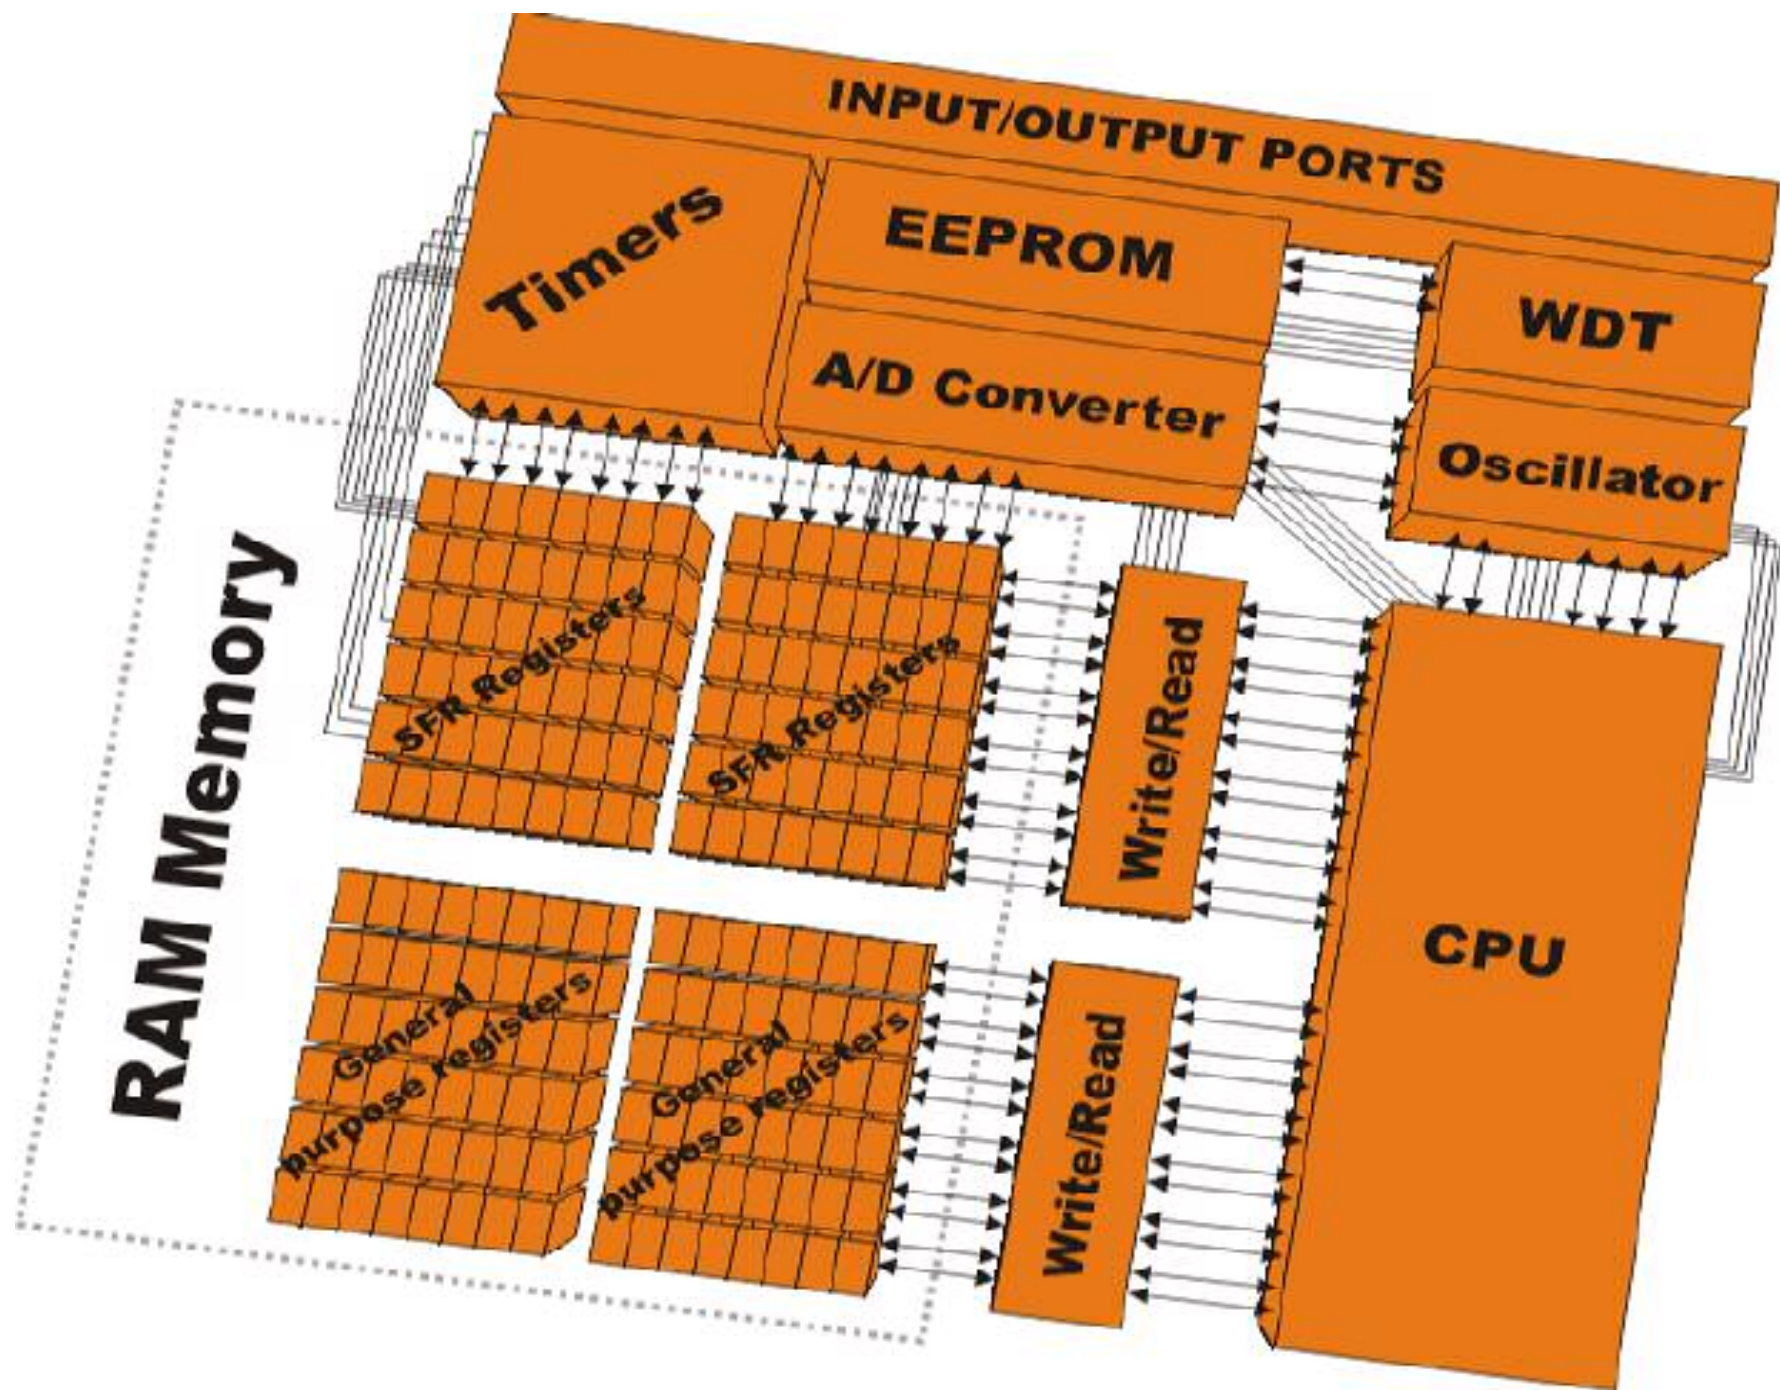 INPUT/OUTPUT PORTS
Timers
EEPROM
WDT
A/D Converter
Oscillator
RAM Memory
SFR Registers
SFR Registers
Write/Read
CPU
General
purpose registers
General
purpose registers
Write/Read